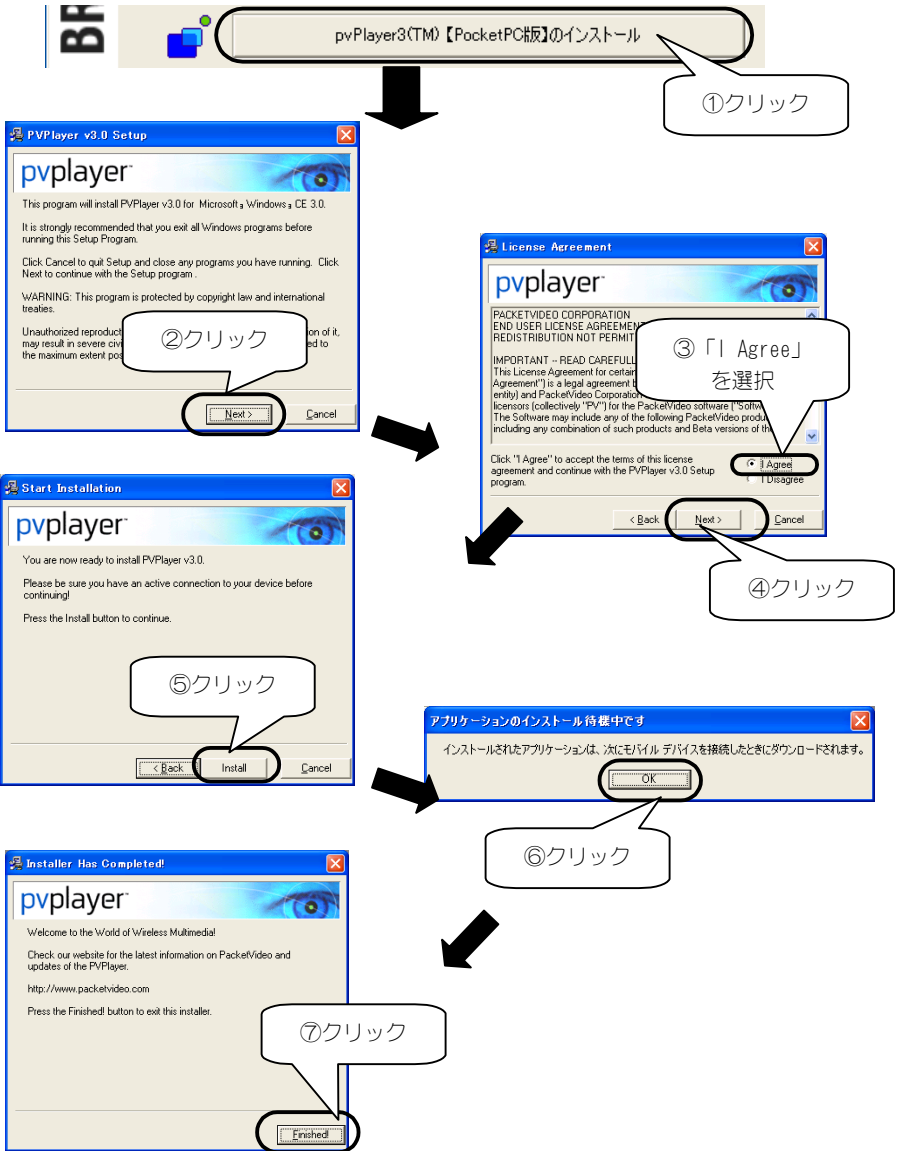 BR
pvPlayer3(TM)【PocketPC版】のインストール
①クリック
PVPlayer v3.0 Setup
pvplayer™
This program will install PVPlayer v3.0 for Microsoft³ Windows³ CE 3.0.
It is strongly recommended that you exit all Windows programs before
running this Setup Program.
Click Cancel to quit Setup and close any programs you have running. Click
Next to continue with the Setup program .
WARNING: This program is protected by copyright law and international
treaties.
Unauthorized on of it,
may result in severe ed to
the maximum extent
②クリック
Next >
Cancel
License Agreement
pvplayer™
PACKETVIDEO CORPORATION
END USER LICENSE
REDISTRIBUTION NOT
IMPORTANT -- READ
This License Agreement for
Agreement") is a legal agreement
entity) and PacketVideo Corporation
licensors (collectively "PV") for the PacketVideo software
The Software may include any of the following PacketVideo
including any combination of such products and Beta versions of
③「I Agree」
を選択
Click "I Agree" to accept the terms of this license
agreement and continue with the PVPlayer v3.0 Setup
program.
I Agree
I Disagree
< Back
Next >
Cancel
④クリック
Start Installation
pvplayer™
You are now ready to install PVPlayer v3.0.
Please be sure you have an active connection to your device before
continuing!
Press the Install button to continue.
⑤クリック
< Back
Install
Cancel
アプリケーションのインストール待機中です
インストールされたアプリケーションは、次にモバイル デバイスを接続したときにダウンロードされます。
OK
⑥クリック
Installer Has Completed!
pvplayer™
Welcome to the World of Wireless Multimedia!
Check our website for the latest information on PacketVideo and
updates of the PVPlayer.
http://www.packetvideo.com
Press the Finished! button to exit this installer.
⑦クリック
Finished!